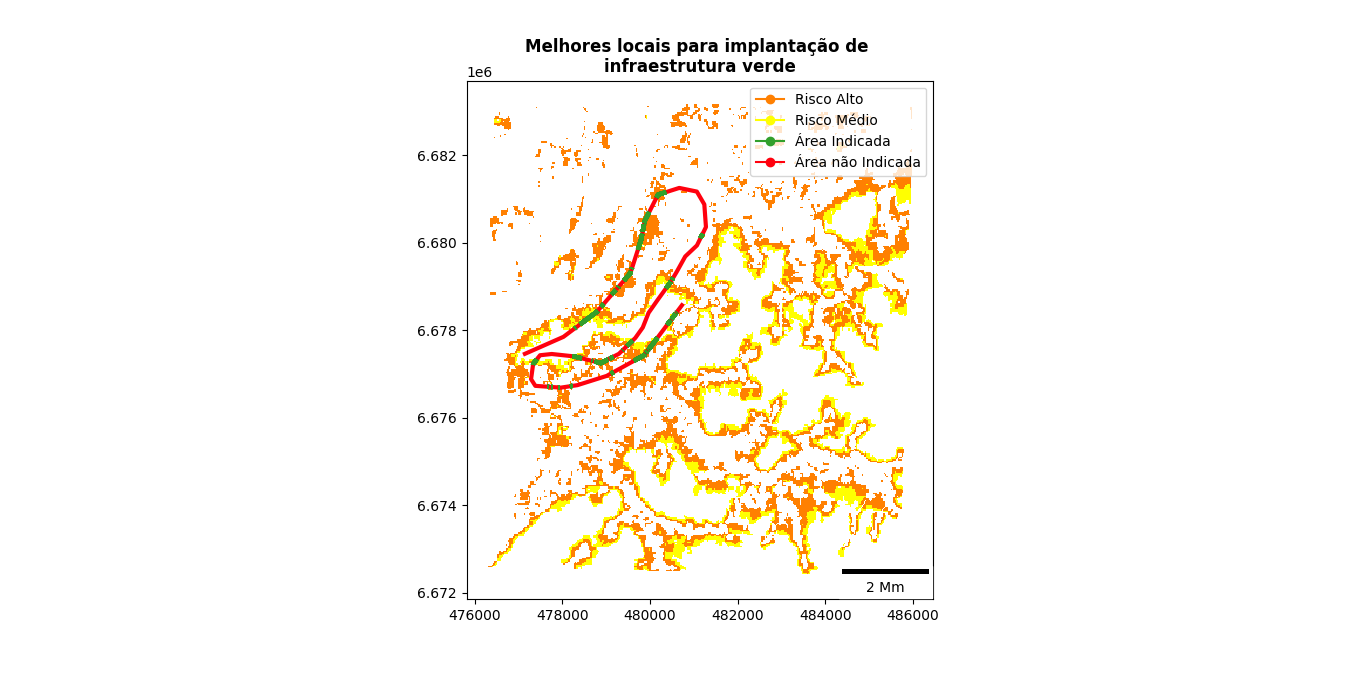 Melhores locais para implantação de
infraestrutura verde
1e6
Risco Alto
Risco Médio
Área Indicada
Área não Indicada
6.682
6.680
6.678
6.676
6.674
6.672
2 Mm
476000 478000 480000 482000 484000 486000